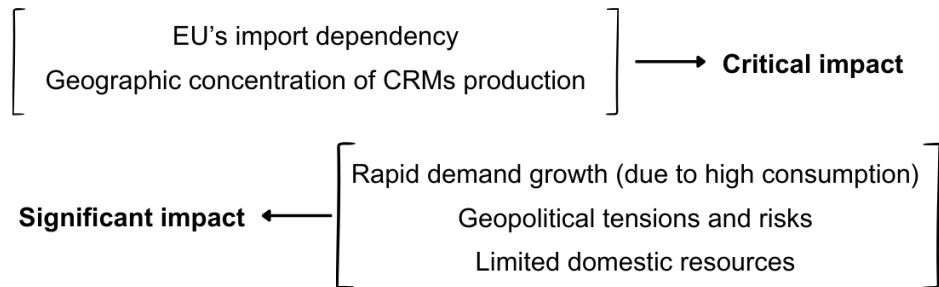 EU's import dependency
Geographic concentration of CRMs production
Critical impact
Rapid demand growth (due to high consumption)
Significant impact
Geopolitical tensions and risks
Limited domestic resources